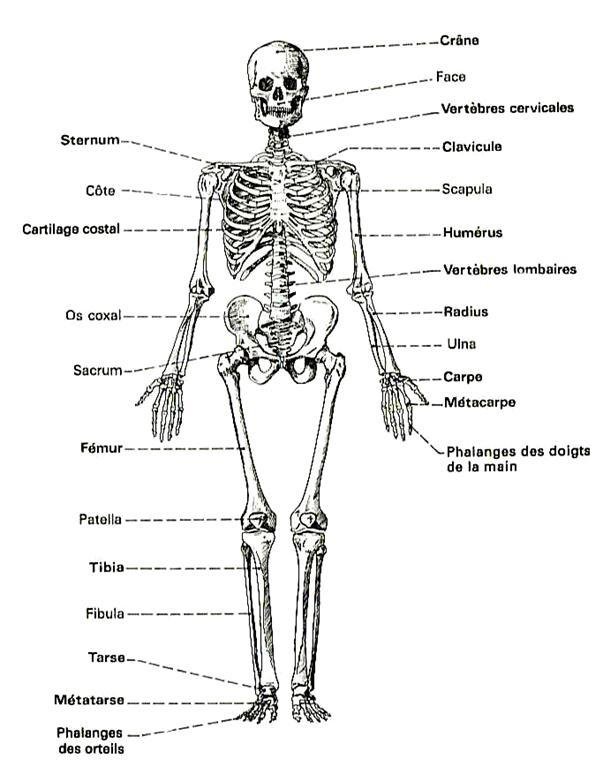 Crâne
Face
Vertèbres cervicales
Sternum
Clavicule
Côte
Scapula
Cartilage costal
Humérus
Vertèbres lombaires
Os coxal
Radius
Ulna
Sacrum
Carpe
Métacarpe
Fémur
Phalanges des doigts
de la main
Patella
Tibia
Fibula
Tarse
Métatarse
Phalanges
des orteils